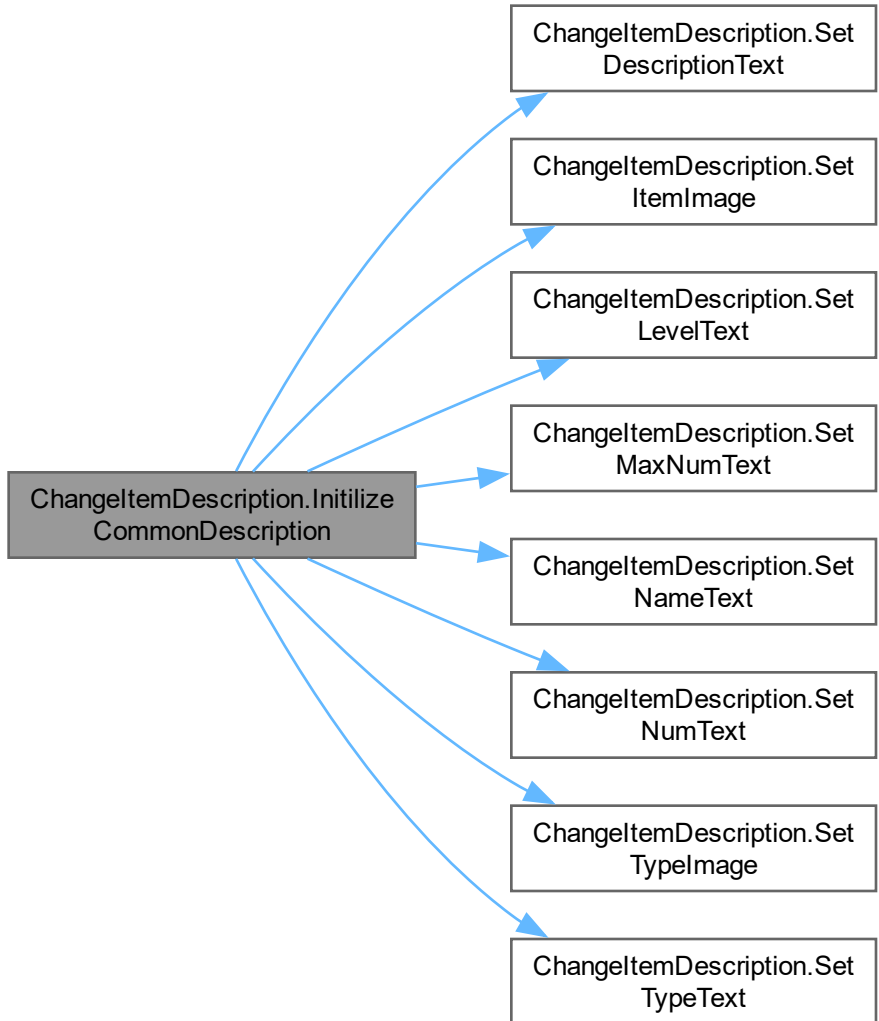 ChangeItemDescription.Set
DescriptionText
ChangeItemDescription.Set
ItemImage
ChangeItemDescription.Set
LevelText
ChangeItemDescription.Set
MaxNumText
ChangeItemDescription.Initilize
CommonDescription
ChangeItemDescription.Set
NameText
ChangeItemDescription.Set
NumText
ChangeItemDescription.Set
TypeImage
ChangeItemDescription.Set
TypeText